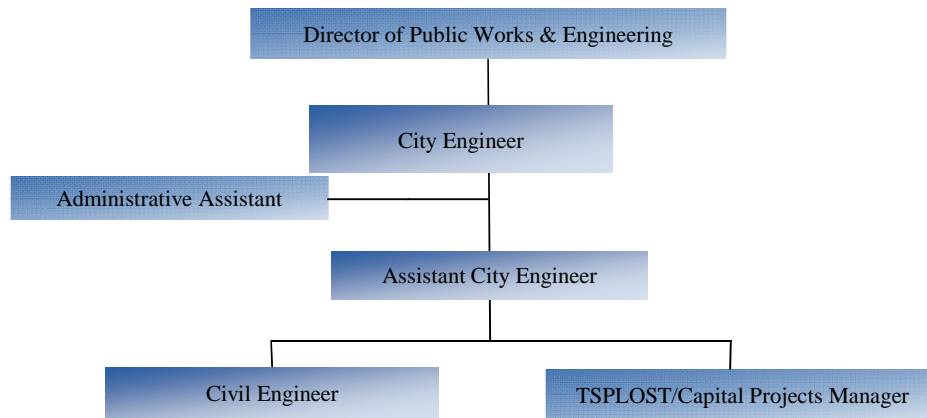 Director of Public Works & Engineering
City Engineer
Administrative Assistant
Assistant City Engineer
Civil Engineer
TSPLOST/Capital Projects Manager